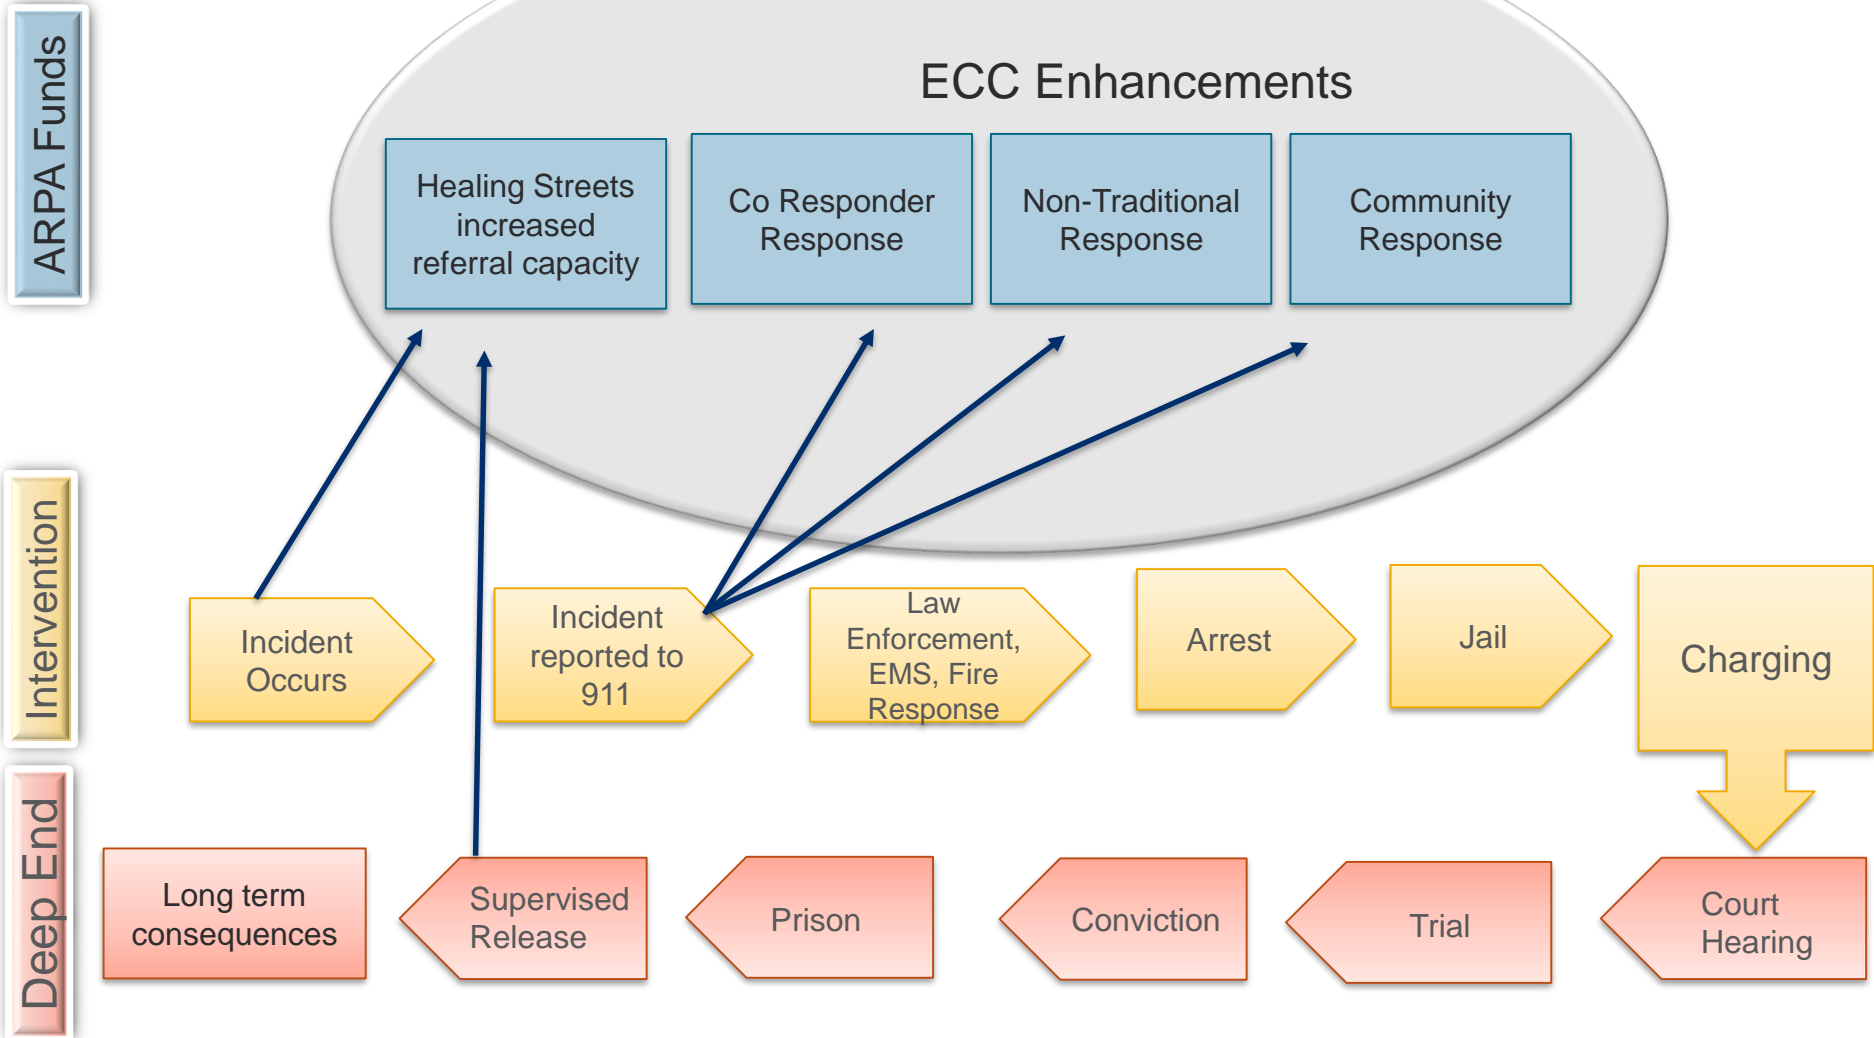 ARPA Funds
ECC Enhancements
Healing Streets
increased
referral capacity
Co Responder
Response
Non-Traditional
Response
Community
Response
Intervention
Incident
Occurs
Incident
reported to
911
Law
Enforcement,
EMS, Fire
Response
Arrest
Jail
Charging
Deep End
Long term
consequences
Supervised
Release
Prison
Conviction
Trial
Court
Hearing